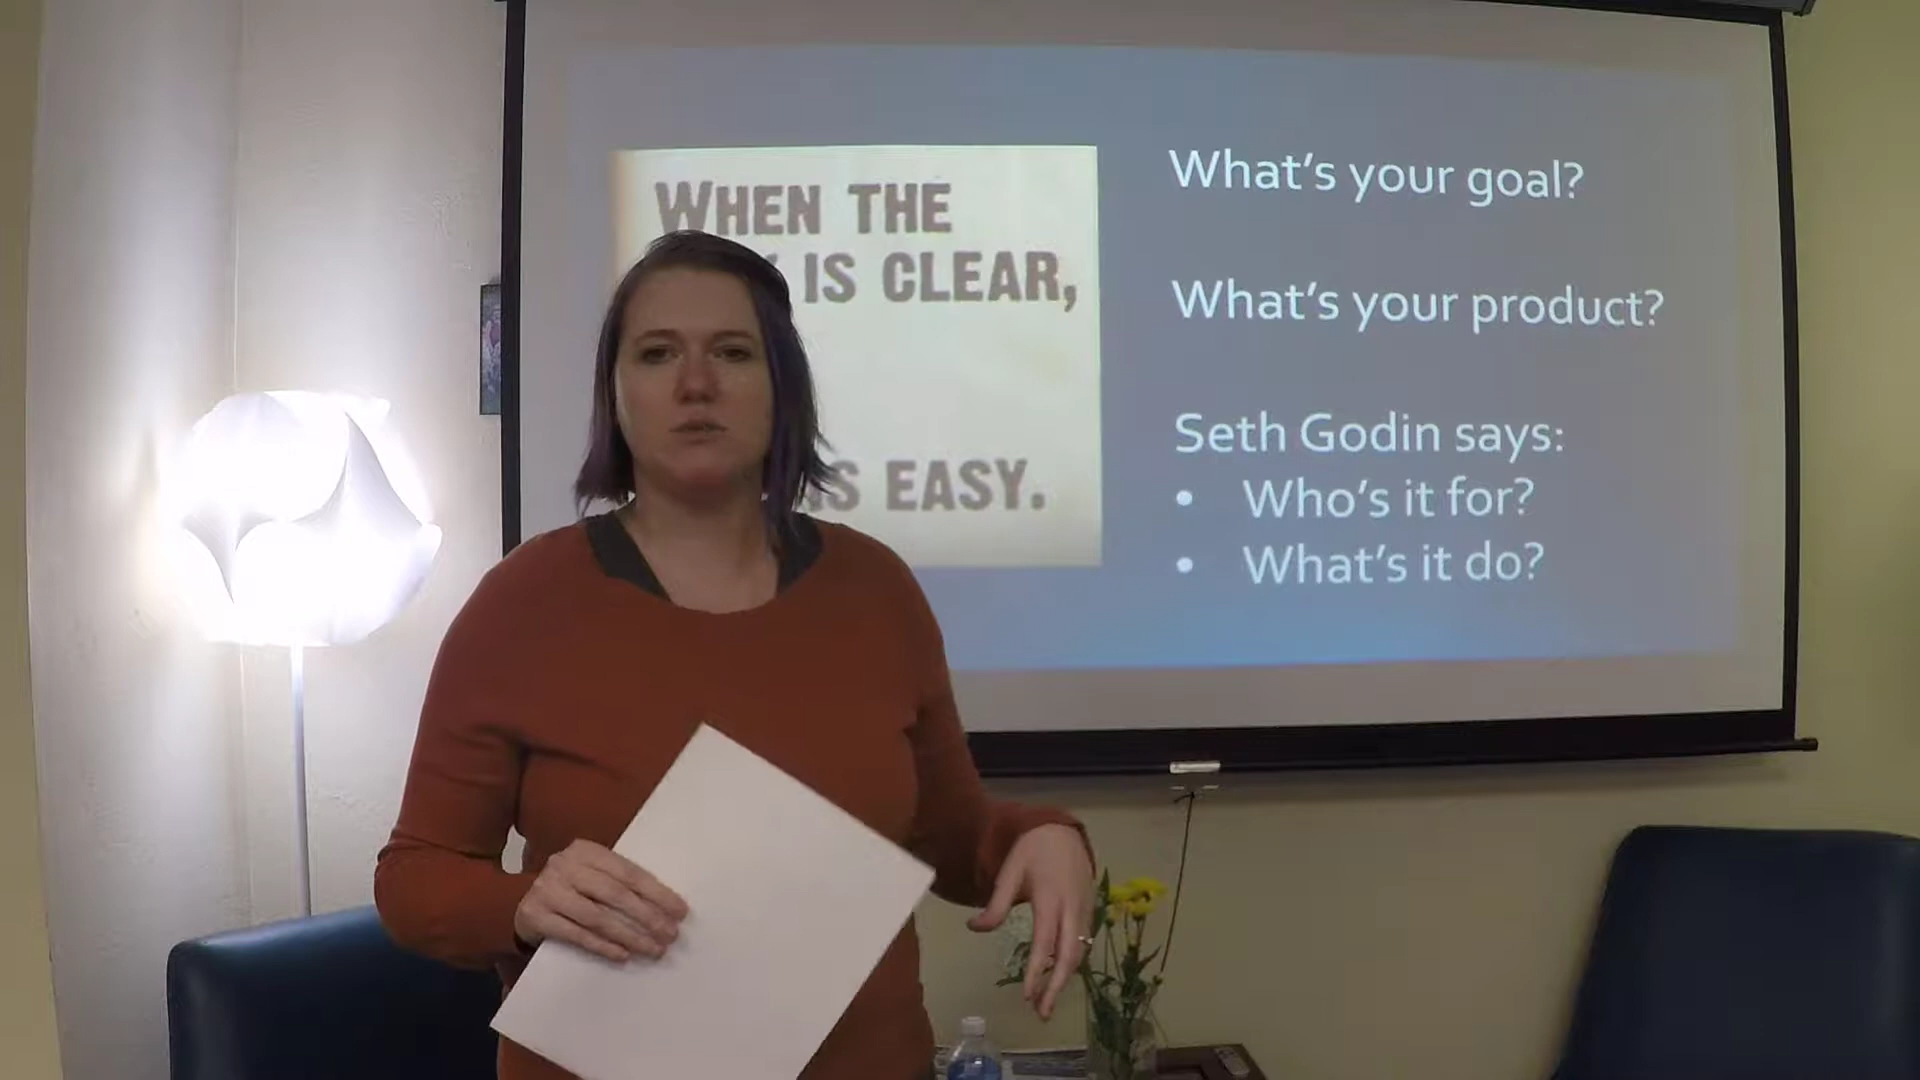 WHEN THE
IS CLEAR,
IS EASY.
What's your goal?
What's your product?
Seth Godin says:
• Who's it for?
• What's it do?